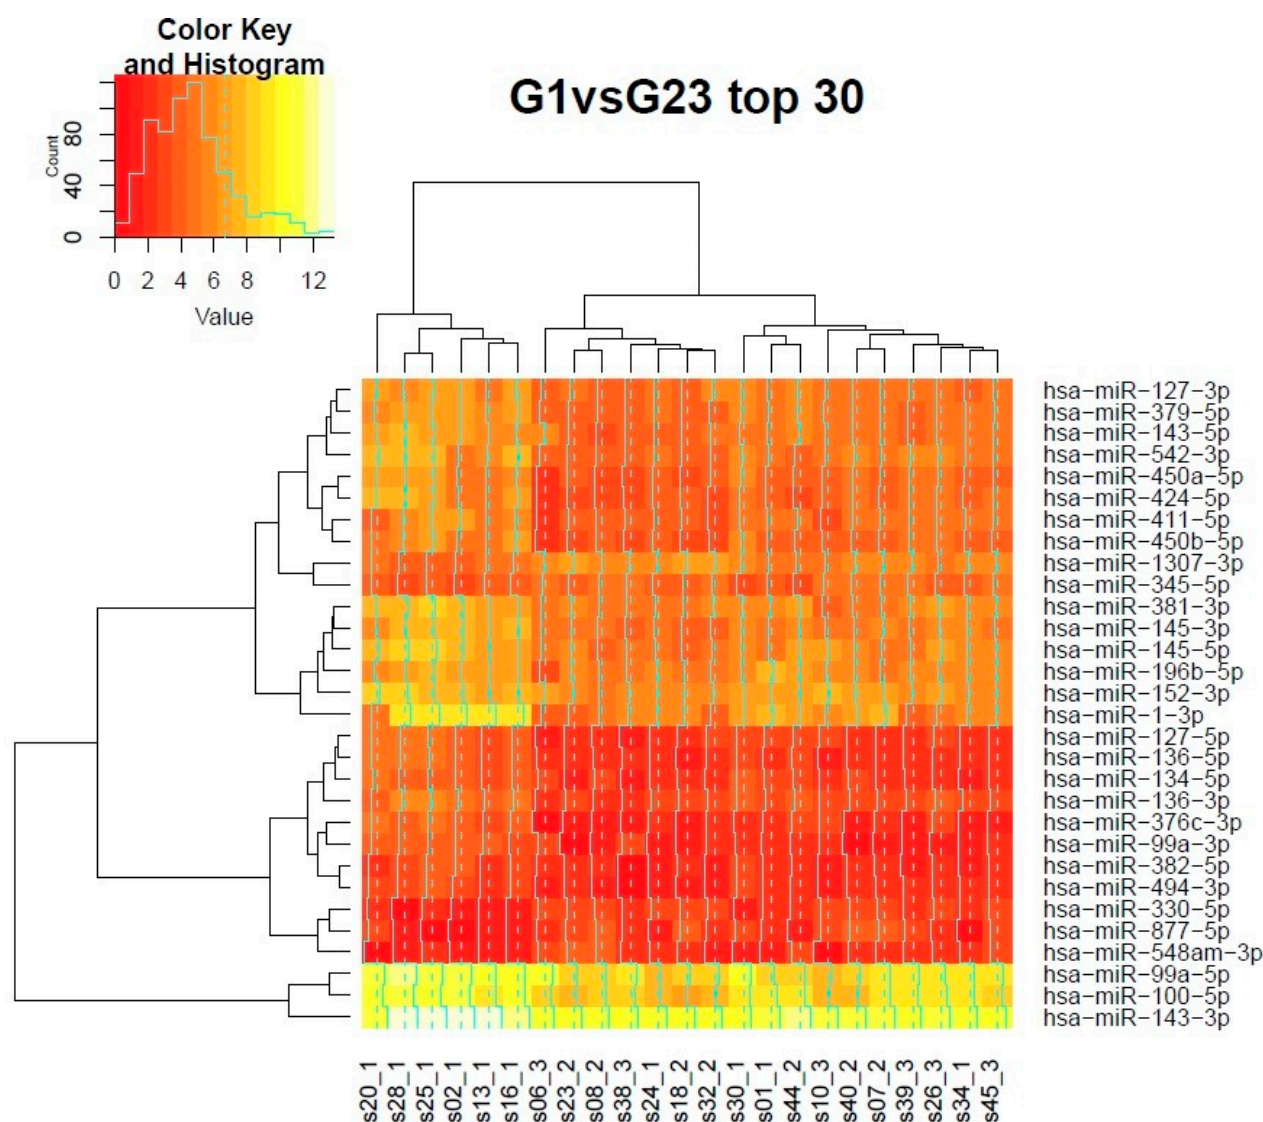 Color Key
and Histogram
G1vsG23 top 30
Count
0 40 80
0 2 4 6 8 12
Value
hsa-miR-127-3p
hsa-miR-379-5p
hsa-miR-143-5p
hsa-miR-542-3p
hsa-miR-450a-5p
hsa-miR-424-5p
hsa-miR-411-5p
hsa-miR-450b-5p
hsa-miR-1307-3p
hsa-miR-345-5p
hsa-miR-381-3p
hsa-miR-145-3p
hsa-miR-145-5p
hsa-miR-196b-5p
hsa-miR-152-3p
hsa-miR-1-3p
hsa-miR-127-5p
hsa-miR-136-5p
hsa-miR-134-5p
hsa-miR-136-3p
hsa-miR-376c-3p
hsa-miR-99a-3p
hsa-miR-382-5p
hsa-miR-494-3p
hsa-miR-330-5p
hsa-miR-877-5p
hsa-miR-548am-3p
hsa-miR-99a-5p
hsa-miR-100-5p
hsa-miR-143-3p
s20_1
s28_1
s25_1
s02_1
s13_1
s16_1
s06_3
s23_2
s08_2
s38_3
s24_1
s18_2
s32_2
s30_1
s01_1
s44_2
s10_3
s40_2
s07_2
s39_3
s26_3
s34_1
s45_3